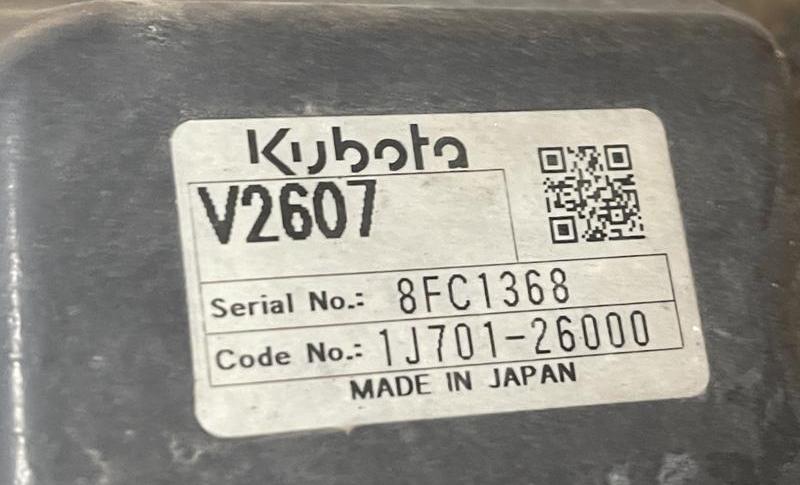 Kubota
V2607
Serial No.: 8FC1368
Code No.: 1J701-26000
MADE IN JAPAN